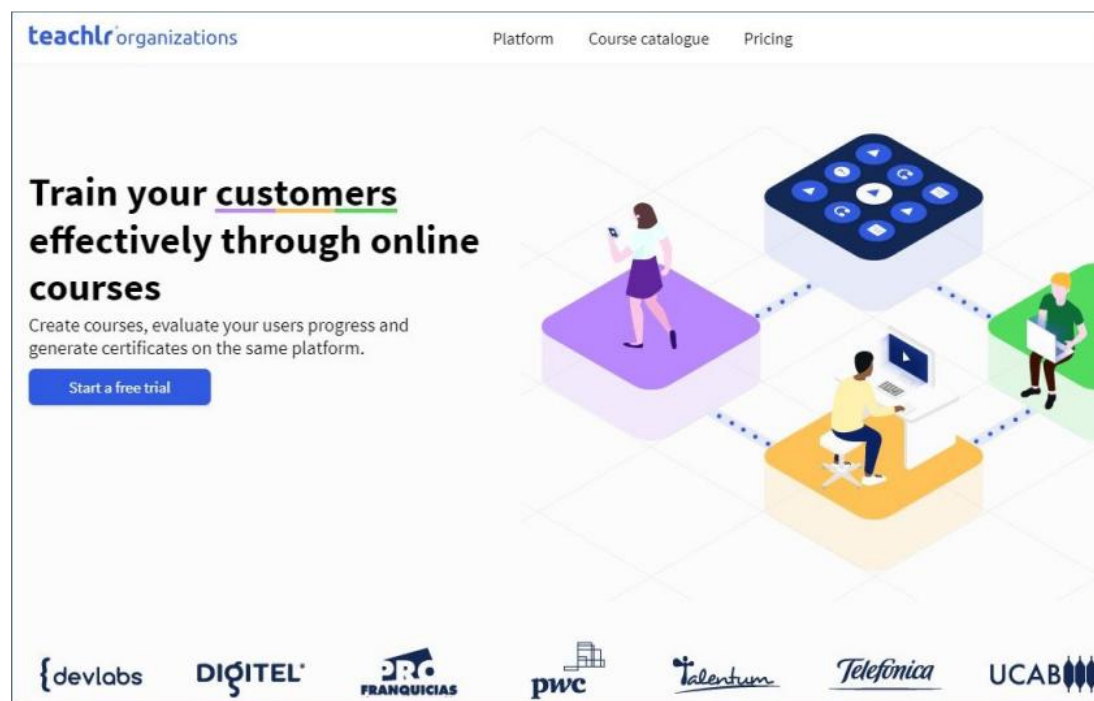 teachlr organizations
Platform Course catalogue Pricing
Train your customers
effectively through online
courses
Create courses, evaluate your users progress and
generate certificates on the same platform.
Start a free trial
{devlabs
DIGITEL
PRO
FRANQUICIAS
pwc
Talentum
Telefónica
UCAB